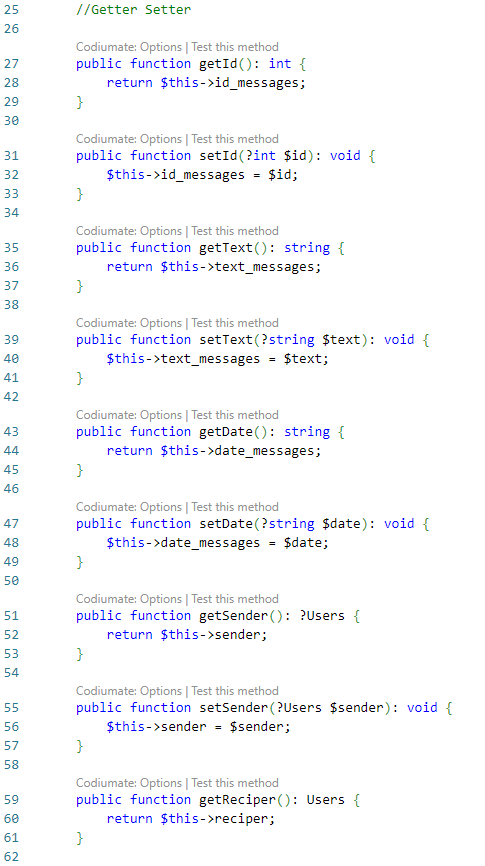 25 //Getter Setter
26
Codiumate: Options | Test this method
27 public function getId(): int {
28 return $this->id_messages;
29 }
30
Codiumate: Options | Test this method
31 public function setId(?int $id): void {
32 $this->id_messages = $id;
33 }
34
Codiumate: Options | Test this method
35 public function getText(): string {
36 return $this->text_messages;
37 }
38
Codiumate: Options | Test this method
39 public function setText(?string $text): void {
40 $this->text_messages = $text;
41 }
42
Codiumate: Options | Test this method
43 public function getDate(): string {
44 return $this->date_messages;
45 }
46
Codiumate: Options | Test this method
47 public function setDate(?string $date): void {
48 $this->date_messages = $date;
49 }
50
Codiumate: Options | Test this method
51 public function getSender(): ?Users {
52 return $this->sender;
53 }
54
Codiumate: Options | Test this method
55 public function setSender(?Users $sender): void {
56 $this->sender = $sender;
57 }
58
Codiumate: Options | Test this method
59 public function getReciper(): Users {
60 return $this->reciper;
61 }
62